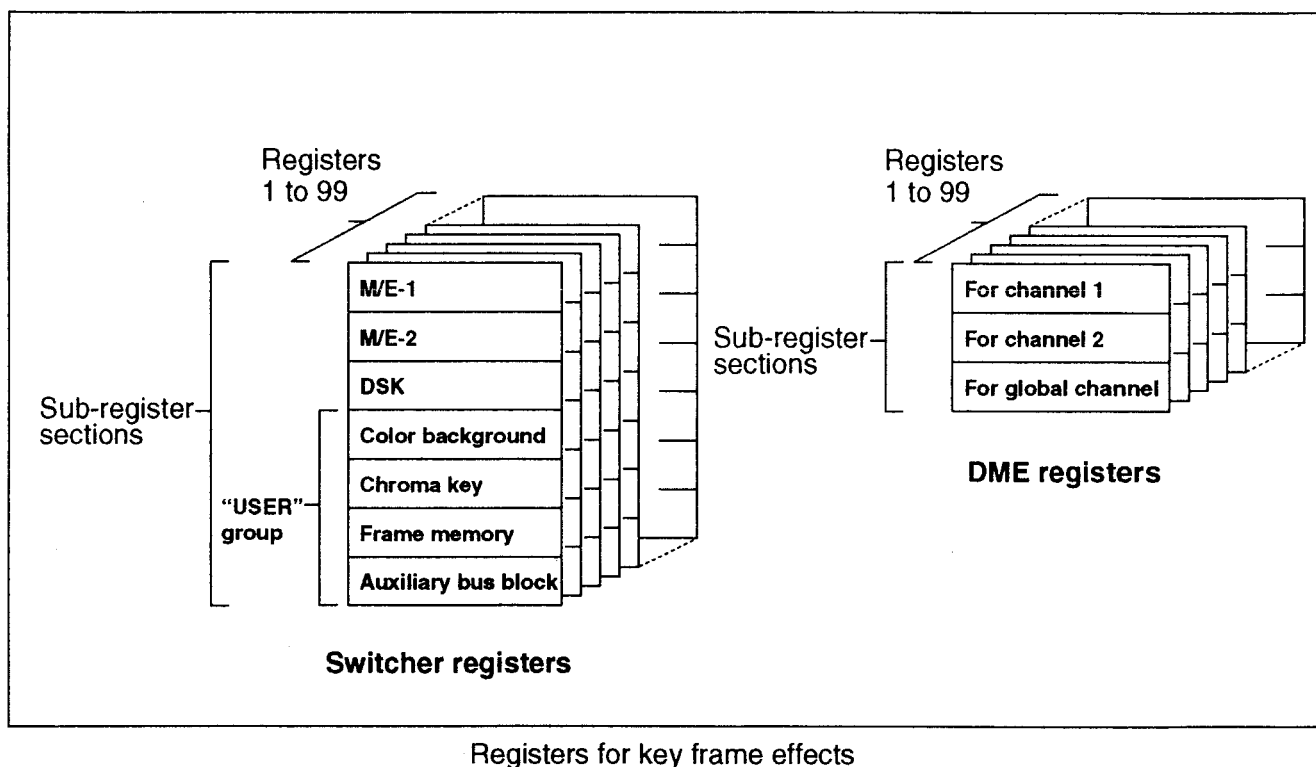 Registers
1 to 99
Sub-register
sections
"USER"
group
M/E-1
M/E-2
DSK
Color background
Chroma key
Frame memory
Auxiliary bus block
Switcher registers
Registers
1 to 99
Sub-register
sections
For channel 1
For channel 2
For global channel
DME registers
Registers for key frame effects